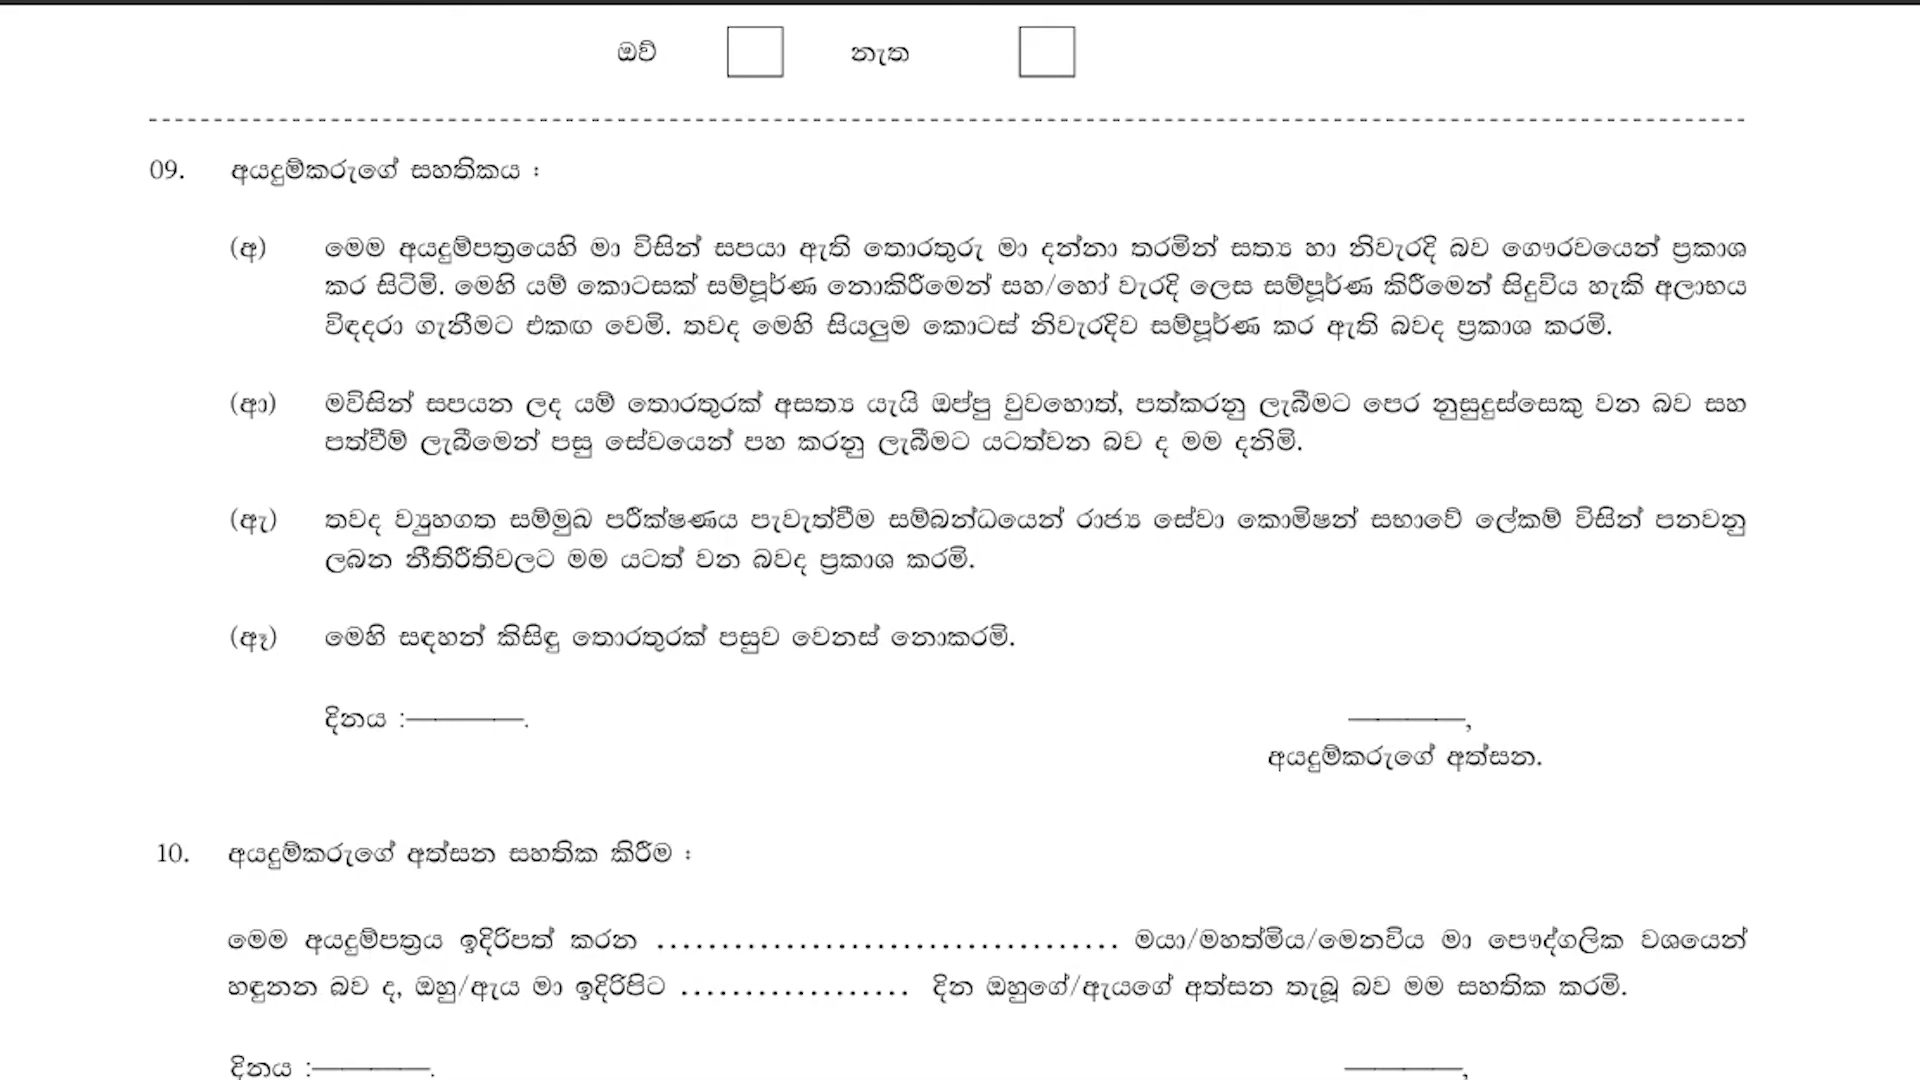 ඔව් නැත
09. අයදුම්කරුගේ සහතිකය :
(අ) මෙම අයදුම්පත්‍රයෙහි මා විසින් සපයා ඇති තොරතුරු මා දන්නා තරමින් සත්‍ය හා නිවැරදි බව ගෞරවයෙන් ප්‍රකාශ
කර සිටිමි. මෙහි යම් කොටසක් සම්පූර්ණ නොකිරීමෙන් සහ/හෝ වැරදි ලෙස සම්පූර්ණ කිරීමෙන් සිදුවිය හැකි අලාභය
විඳදරා ගැනීමට එකඟ වෙමි. තවද මෙහි සියලුම කොටස් නිවැරදිව සම්පූර්ණ කර ඇති බවද ප්‍රකාශ කරමි.
(ආ) මවිසින් සපයන ලද යම් තොරතුරක් අසත්‍ය යැයි ඔප්පු වුවහොත්, පත්කරනු ලැබීමට පෙර නුසුදුස්සෙකු වන බව සහ
පත්වීම් ලැබීමෙන් පසු සේවයෙන් පහ කරනු ලැබීමට යටත්වන බව ද මම දනිමි.
(ඇ) තවද ව්‍යුහගත සම්මුඛ පරීක්ෂණය පැවැත්වීම සම්බන්ධයෙන් රාජ්‍ය සේවා කොමිෂන් සභාවේ ලේකම් විසින් පනවනු
ලබන නීතිරීතිවලට මම යටත් වන බවද ප්‍රකාශ කරමි.
(ඈ) මෙහි සඳහන් කිසිඳු තොරතුරක් පසුව වෙනස් නොකරමි.
දිනය :————. ————,
අයදුම්කරුගේ අත්සන.
10. අයදුම්කරුගේ අත්සන සහතික කිරීම :
මෙම අයදුම්පත්‍රය ඉදිරිපත් කරන .................................... මයා/මහත්මිය/මෙනවිය මා පෞද්ගලික වශයෙන්
හඳුනන බව ද, ඔහු/ඇය මා ඉදිරිපිට .................. දින ඔහුගේ/ඇයගේ අත්සන තැබූ බව මම සහතික කරමි.
දිනය :————. ————,